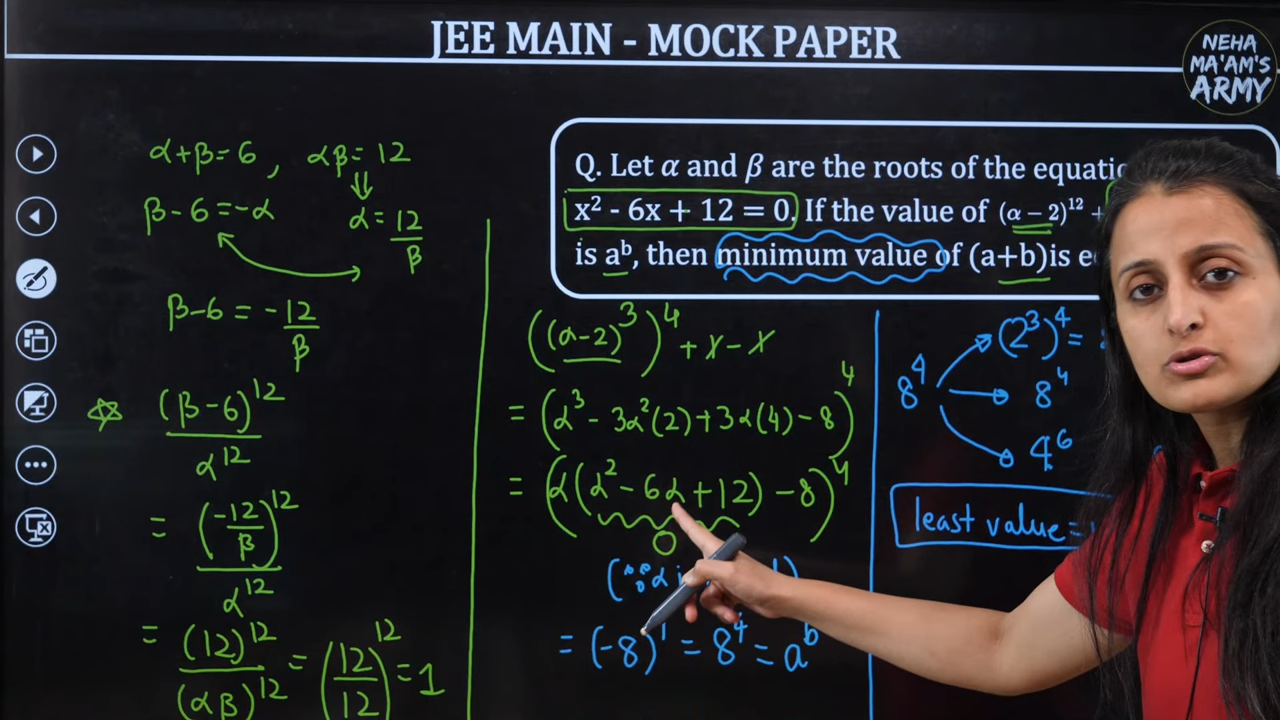 JEE MAIN - MOCK PAPER
NEHA
MA'AM'S
ARMY
Q. Let α and β are the roots of the
x² - 6x + 12 = 0. If the value of (α − 2)¹² +
is aᵇ, then minimum value of (a+b)is
α+β=6, αβ=12
⇓
β-6=-α α=12/β
β-6 = -12/β
☆ (β-6)¹²/α¹²
= (-12/β)¹²/α¹²
= (12)¹²/(αβ)¹² = (12/12)¹² = 1
((α-2)³)⁴ + x - x
= (α³ - 3α²(2) + 3α(4) - 8)⁴
= (α(α² - 6α + 12) - 8)⁴
0
= (-8) = 8⁴ = aᵇ
8⁴
(2³)⁴ =
8⁴
4⁶
least value =